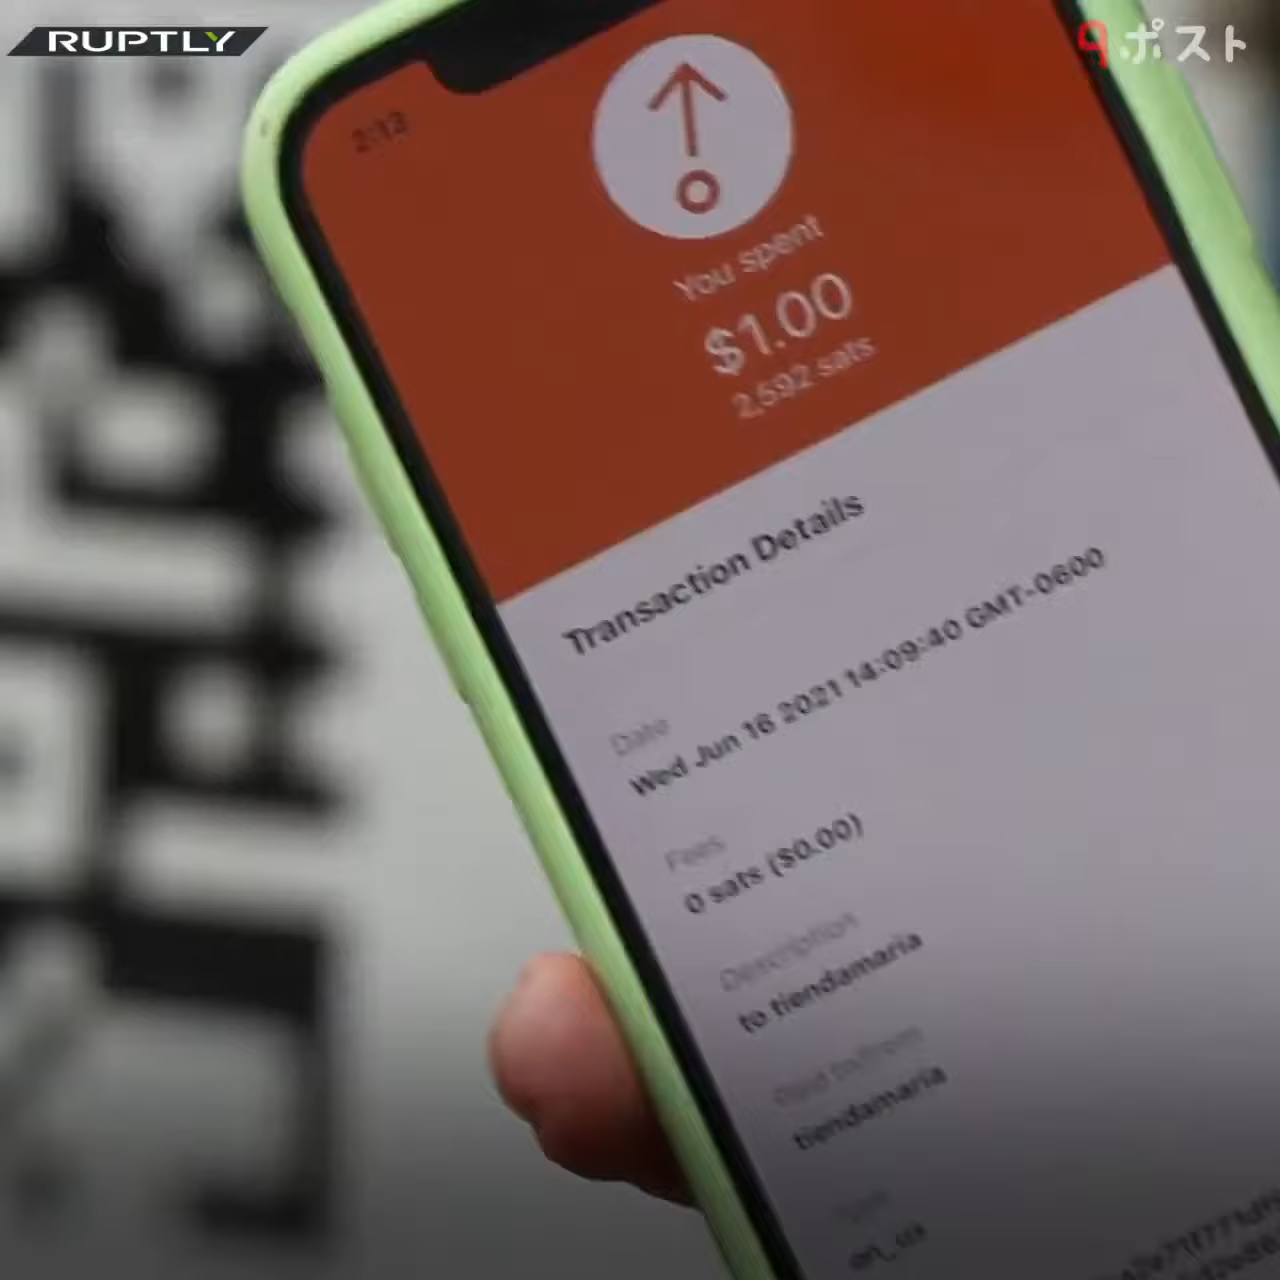 RUPTLY
9ポスト
2:13
You spent
$1.00
2,592 sats
Transaction Details
Date
Wed Jun 16 2021 14:09:40 GMT-0600
Fees
0 sats ($0.00)
Description
to tiendamaria
Paid to/from
tiendamaria
Type